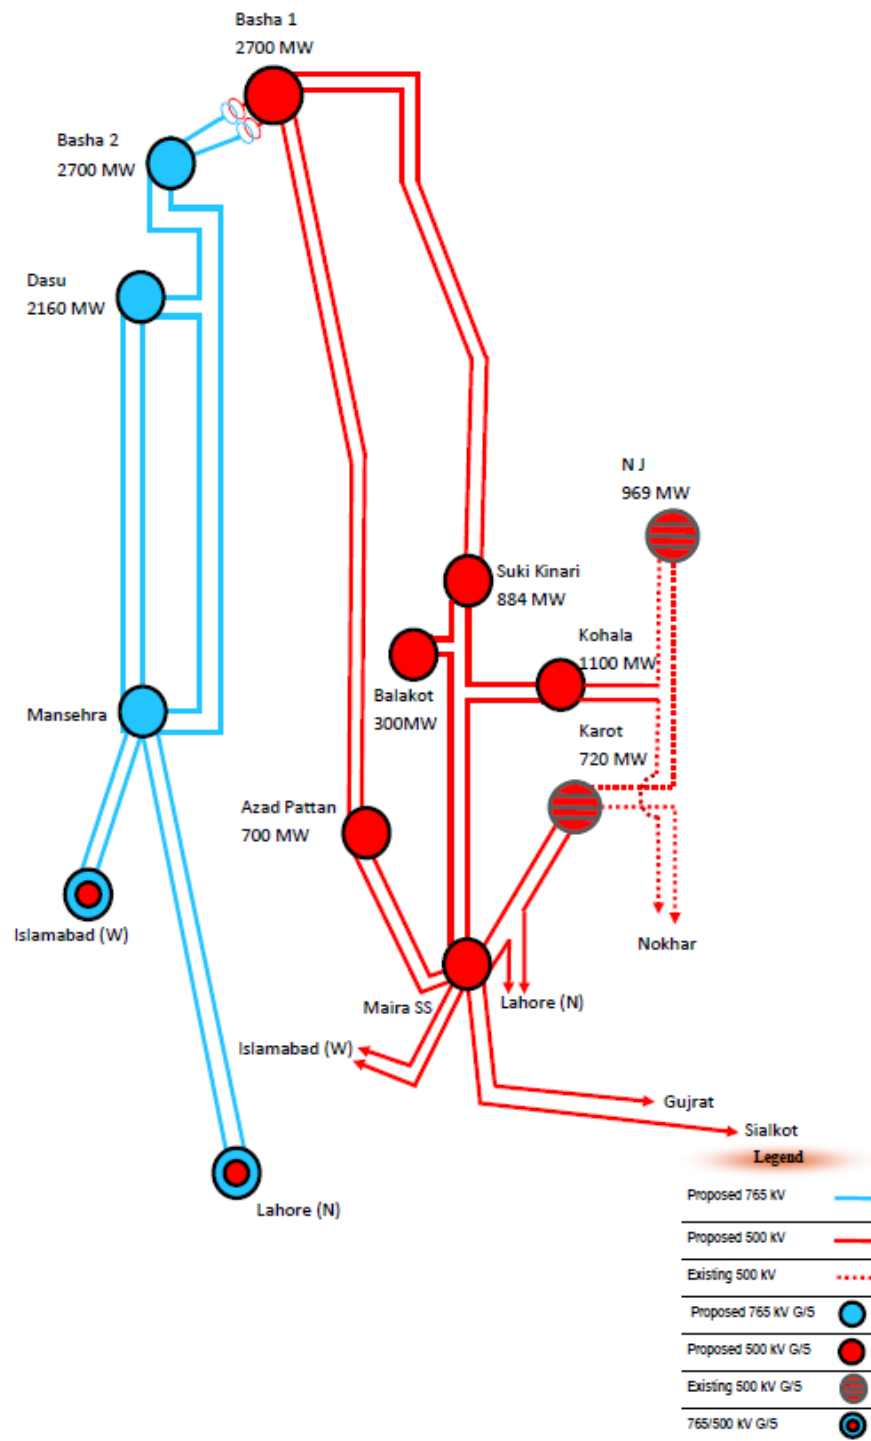 Basha 1
2700 MW
Basha 2
2700 MW
Dasu
2160 MW
N J
969 MW
Suki Kinari
884 MW
Kohala
1100 MW
Balakot
300MW
Karot
720 MW
Mansehra
Azad Pattan
700 MW
Islamabad (W)
Nokhar
Maira SS
Lahore (N)
Islamabad (W)
Gujrat
Sialkot
Lahore (N)
Legend
Proposed 765 kV
Proposed 500 kV
Existing 500 kV
Proposed 765 kV G/S
Proposed 500 kV G/S
Existing 500 kV G/S
765/500 kV G/S